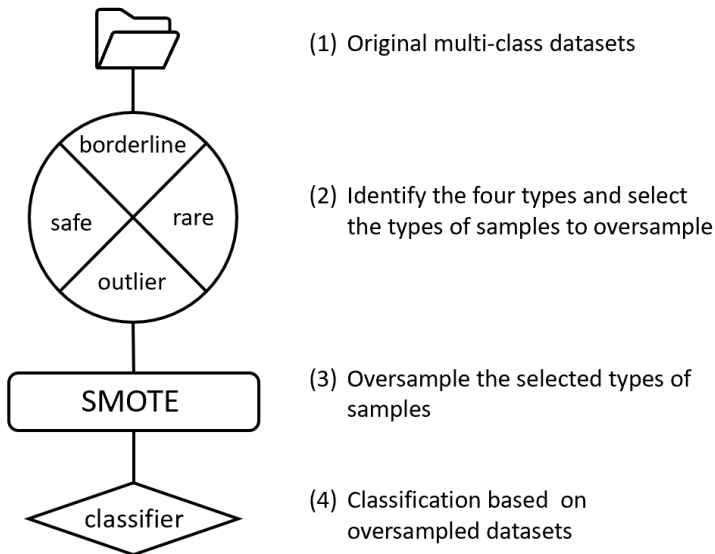 (1) Original multi-class datasets
borderline
safe
rare
outlier
(2) Identify the four types and select
the types of samples to oversample
SMOTE
(3) Oversample the selected types of
samples
classifier
(4) Classification based on
oversampled datasets